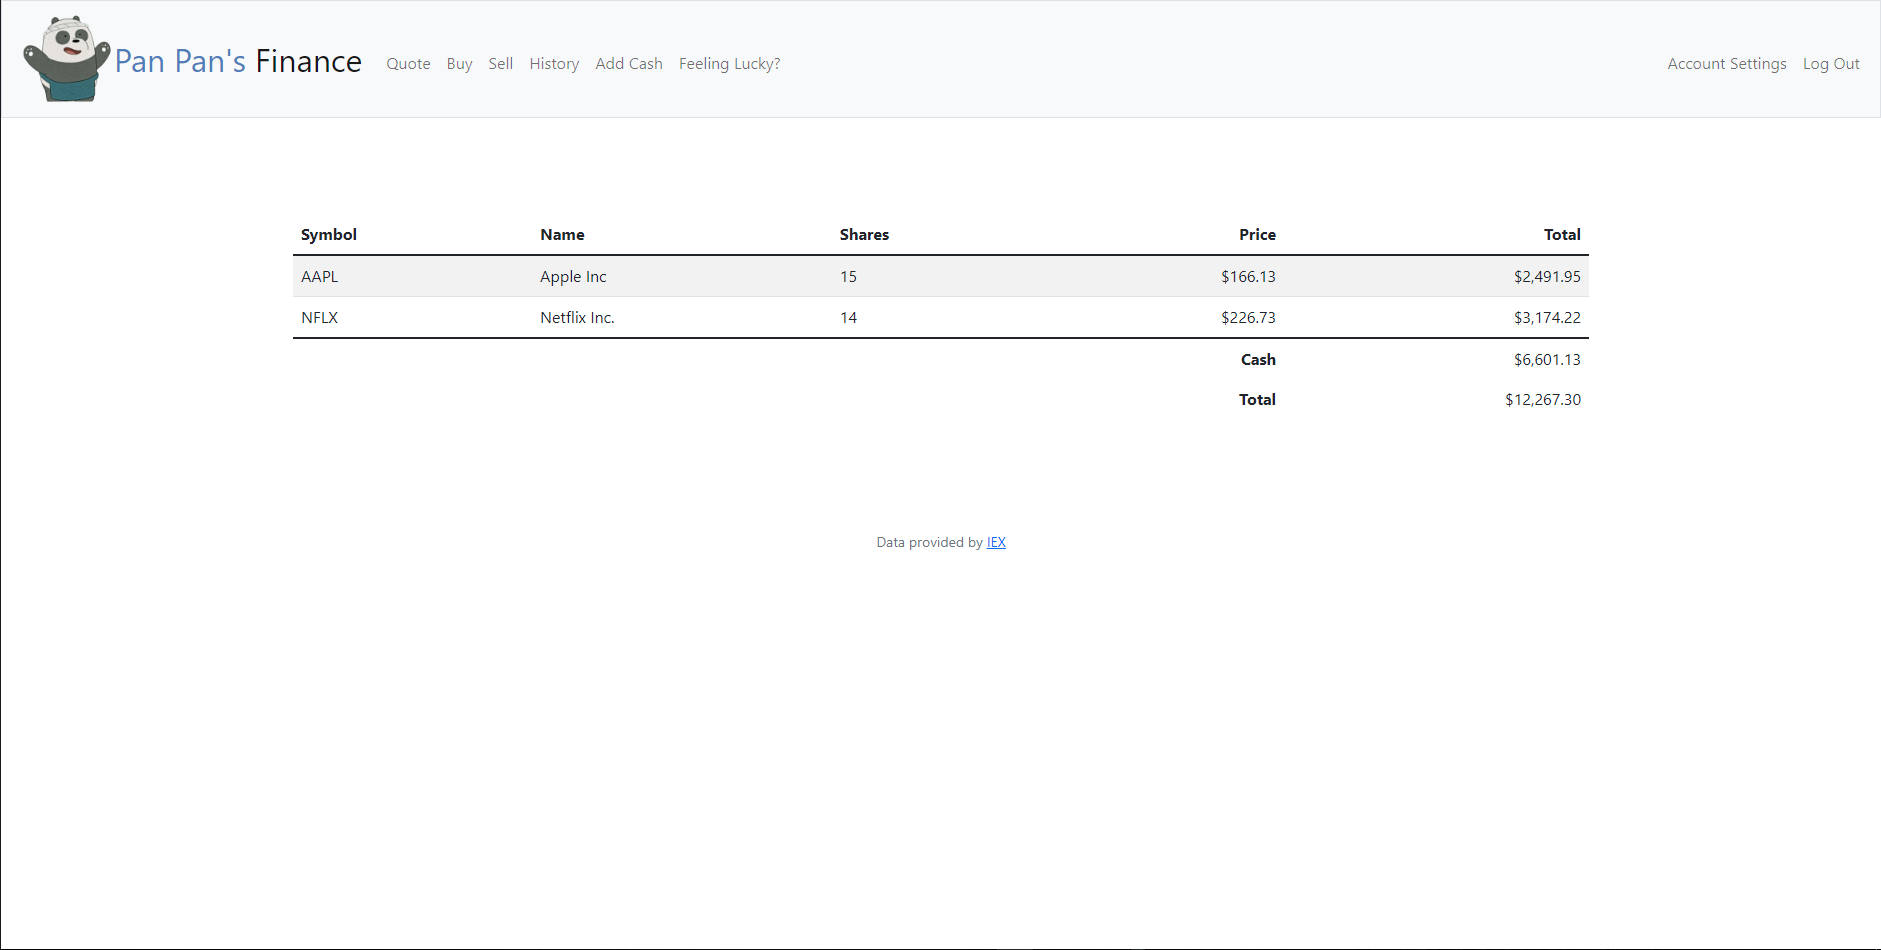 Pan Pan's Finance Quote Buy Sell History Add Cash Feeling Lucky? Account Settings Log Out
Symbol Name Shares Price Total
AAPL Apple Inc 15 $166.13 $2,491.95
NFLX Netflix Inc. 14 $226.73 $3,174.22
Cash $6,601.13
Total $12,267.30
Data provided by IEX